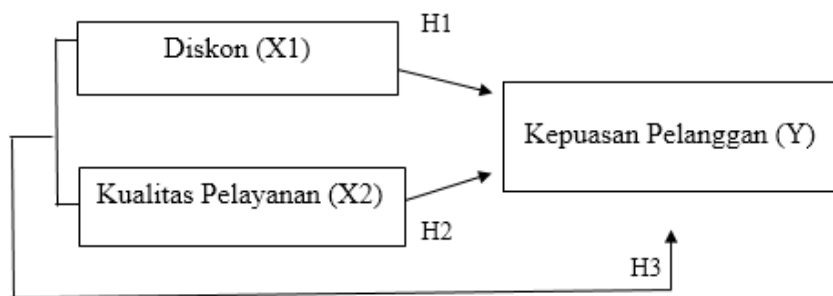 H1
Diskon (X1)
Kepuasan Pelanggan (Y)
Kualitas Pelayanan (X2)
H2
H3